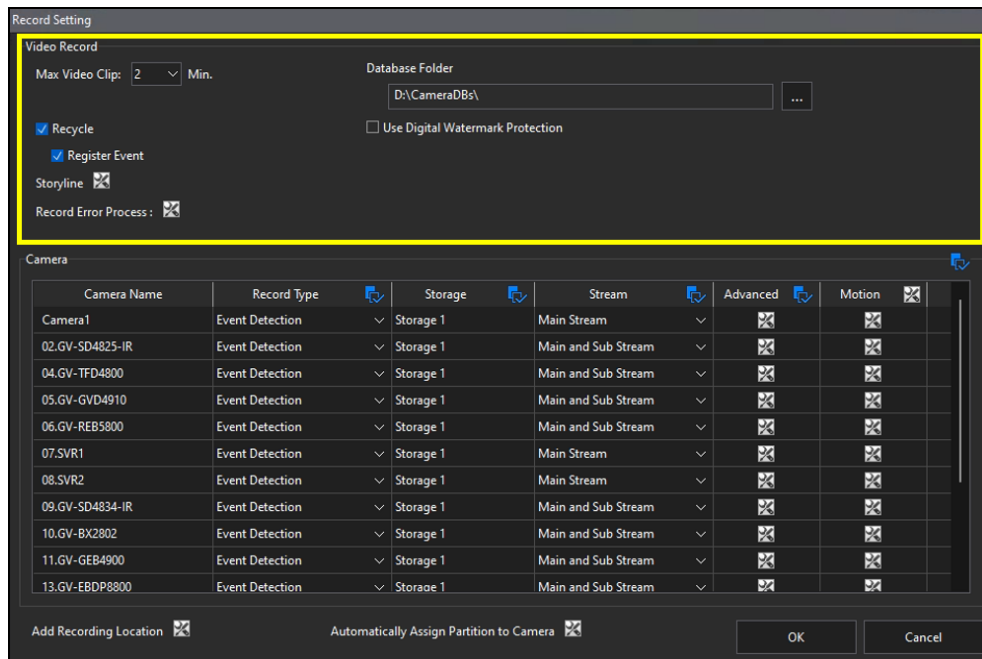 Record Setting
Video Record
Max Video Clip: 2 Min.
Database Folder
D:\CameraDBs\ ...
Recycle
Use Digital Watermark Protection
Register Event
Storyline
Record Error Process :
Camera
Camera Name Record Type Storage Stream Advanced Motion
Camera1 Event Detection Storage 1 Main Stream
02.GV-SD4825-IR Event Detection Storage 1 Main and Sub Stream
04.GV-TFD4800 Event Detection Storage 1 Main and Sub Stream
05.GV-GVD4910 Event Detection Storage 1 Main and Sub Stream
06.GV-REB5800 Event Detection Storage 1 Main and Sub Stream
07.SVR1 Event Detection Storage 1 Main Stream
08.SVR2 Event Detection Storage 1 Main Stream
09.GV-SD4834-IR Event Detection Storage 1 Main and Sub Stream
10.GV-BX2802 Event Detection Storage 1 Main and Sub Stream
11.GV-GEB4900 Event Detection Storage 1 Main and Sub Stream
13.GV-EBDP8800 Event Detection Storage 1 Main and Sub Stream
Add Recording Location Automatically Assign Partition to Camera OK Cancel